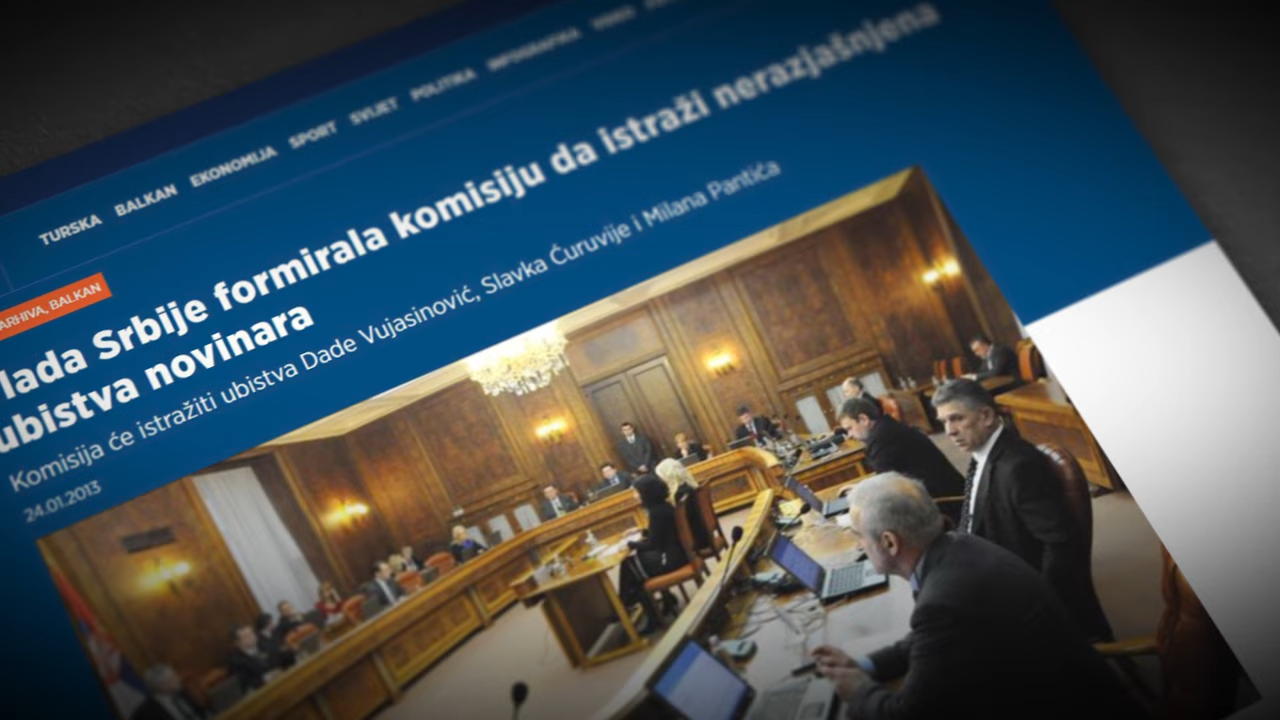 TURSKA BALKAN EKONOMIJA SPORT SVIJET POLITIKA INFOGRAFIKA VIDEO
ARHIVA, BALKAN
lada Srbije formirala komisiju da istraži nerazjašnjena
ubistva novinara
Komisija će istražiti ubistva Dade Vujasinović, Slavka Ćuruvije i Milana Pantića
24.01.2013